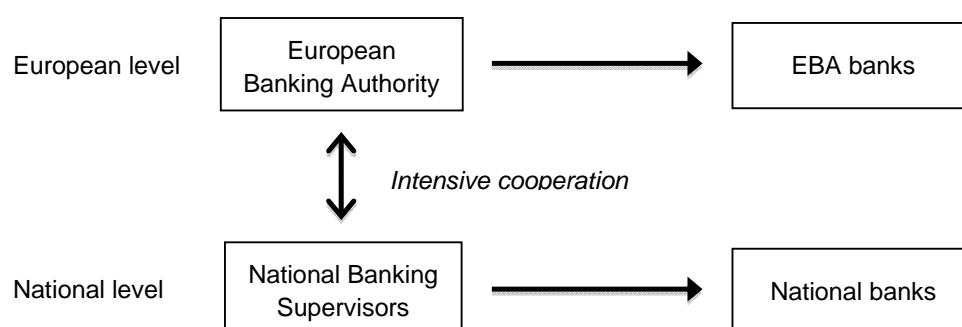 European level
European
Banking Authority
EBA banks
Intensive cooperation
National level
National Banking
Supervisors
National banks